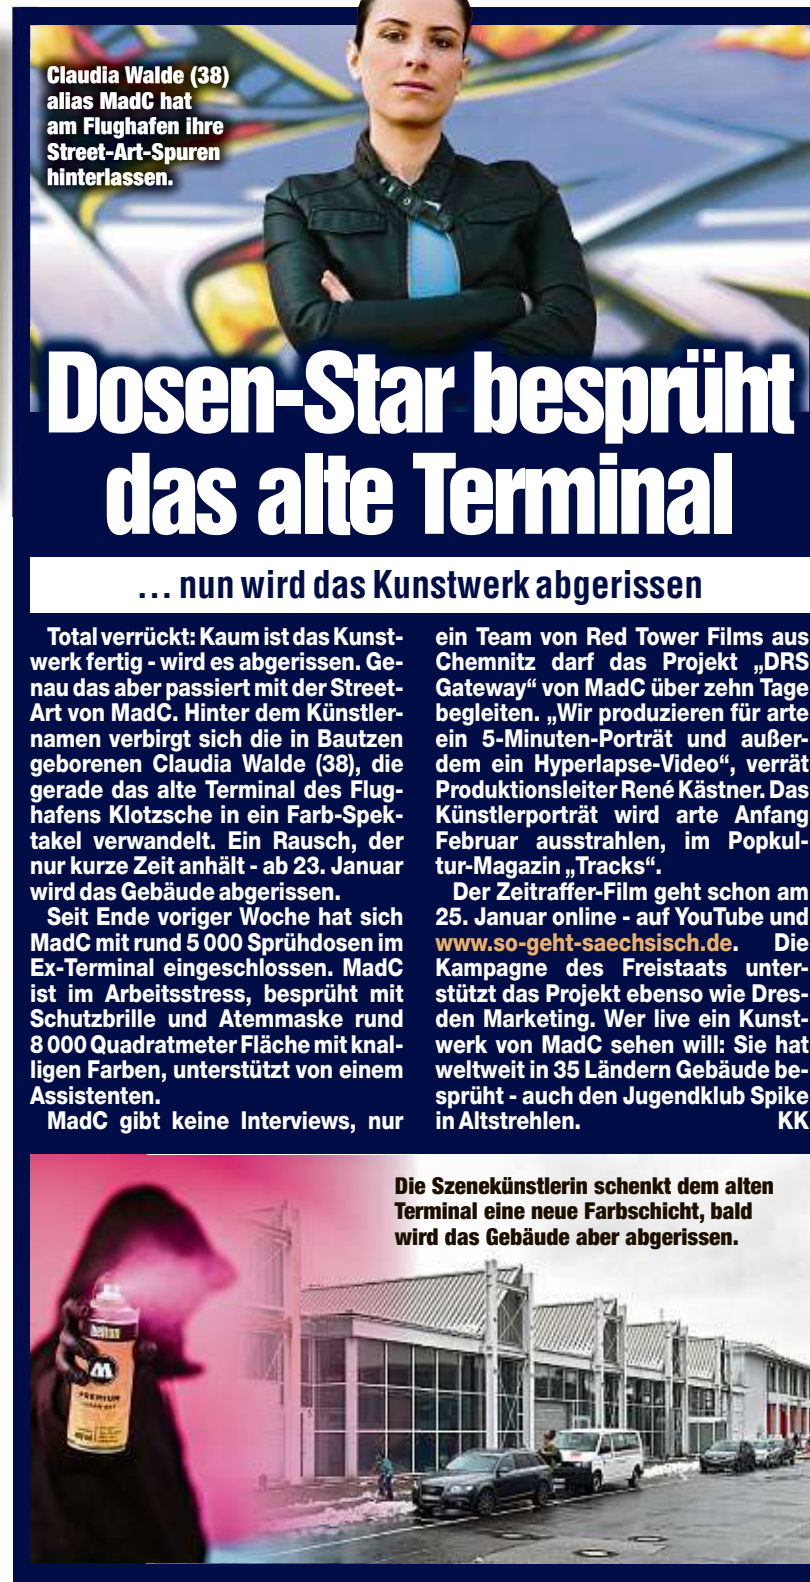 Claudia Walde (38)
alias MadC hat
am Flughafen ihre
Street-Art-Spuren
hinterlassen.
Dosen-Star besprüht
das alte Terminal
... nun wird das Kunstwerk abgerissen
Total verrückt: Kaum ist das Kunst-
werk fertig - wird es abgerissen. Ge-
nau das aber passiert mit der Street-
Art von MadC. Hinter dem Künstler-
namen verbirgt sich die in Bautzen
geborenen Claudia Walde (38), die
gerade das alte Terminal des Flug-
hafens Klotzsche in ein Farb-Spek-
takel verwandelt. Ein Rausch, der
nur kurze Zeit anhält - ab 23. Januar
wird das Gebäude abgerissen.
Seit Ende voriger Woche hat sich
MadC mit rund 5 000 Sprühdosen im
Ex-Terminal eingeschlossen. MadC
ist im Arbeitsstress, besprüht mit
Schutzbrille und Atemmaske rund
8 000 Quadratmeter Fläche mit knal-
ligen Farben, unterstützt von einem
Assistenten.
MadC gibt keine Interviews, nur
ein Team von Red Tower Films aus
Chemnitz darf das Projekt „DRS
Gateway“ von MadC über zehn Tage
begleiten. „Wir produzieren für arte
ein 5-Minuten-Porträt und außer-
dem ein Hyperlapse-Video“, verrät
Produktionsleiter René Kästner. Das
Künstlerporträt wird arte Anfang
Februar ausstrahlen, im Popkul-
tur-Magazin „Tracks“.
Der Zeitraffer-Film geht schon am
25. Januar online - auf YouTube und
www.so-geht-saechsisch.de. Die
Kampagne des Freistaats unter-
stützt das Projekt ebenso wie Dres-
den Marketing. Wer live ein Kunst-
werk von MadC sehen will: Sie hat
weltweit in 35 Ländern Gebäude be-
sprüht - auch den Jugendklub Spike
in Altstrehlen. KK
Die Szenekünstlerin schenkt dem alten
Terminal eine neue Farbschicht, bald
wird das Gebäude aber abgerissen.
belton
M
PREMIUM